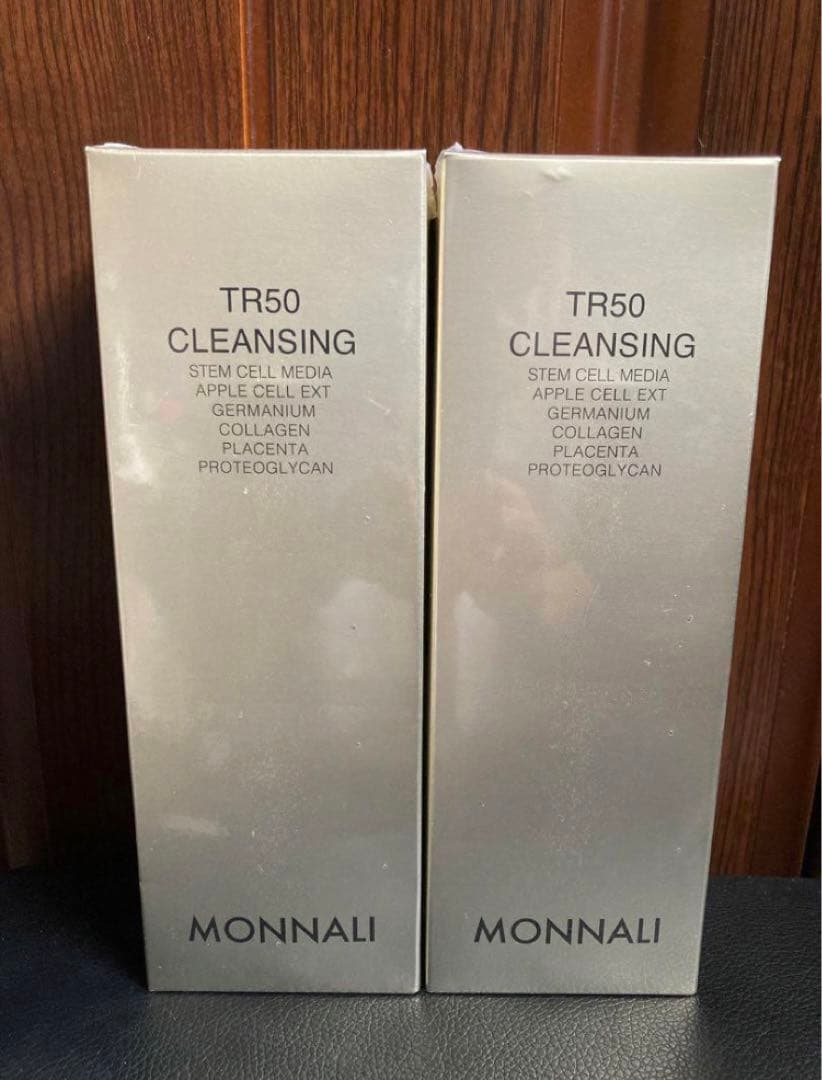 TR50
CLEANSING
STEM CELL MEDIA
APPLE CELL EXT
GERMANIUM
COLLAGEN
PLACENTA
PROTEOGLYCAN
MONNALI
TR50
CLEANSING
STEM CELL MEDIA
APPLE CELL EXT
GERMANIUM
COLLAGEN
PLACENTA
PROTEOGLYCAN
MONNALI